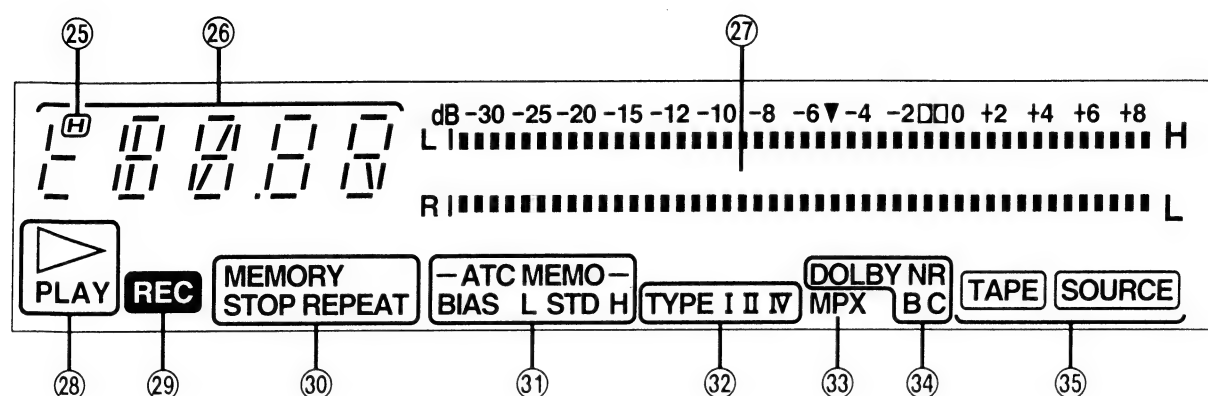 ㉕ ㉖ ㉗
H
dB -30 -25 -20 -15 -12 -10 -8 -6▼-4 -2 0 +2 +4 +6 +8
L H
R L
PLAY
REC
MEMORY
STOP REPEAT
—ATC MEMO—
BIAS L STD H
TYPE I II IV
DOLBY NR
MPX B C
TAPE SOURCE
㉘ ㉙ ㉚ ㉛ ㉜ ㉝ ㉞ ㉟